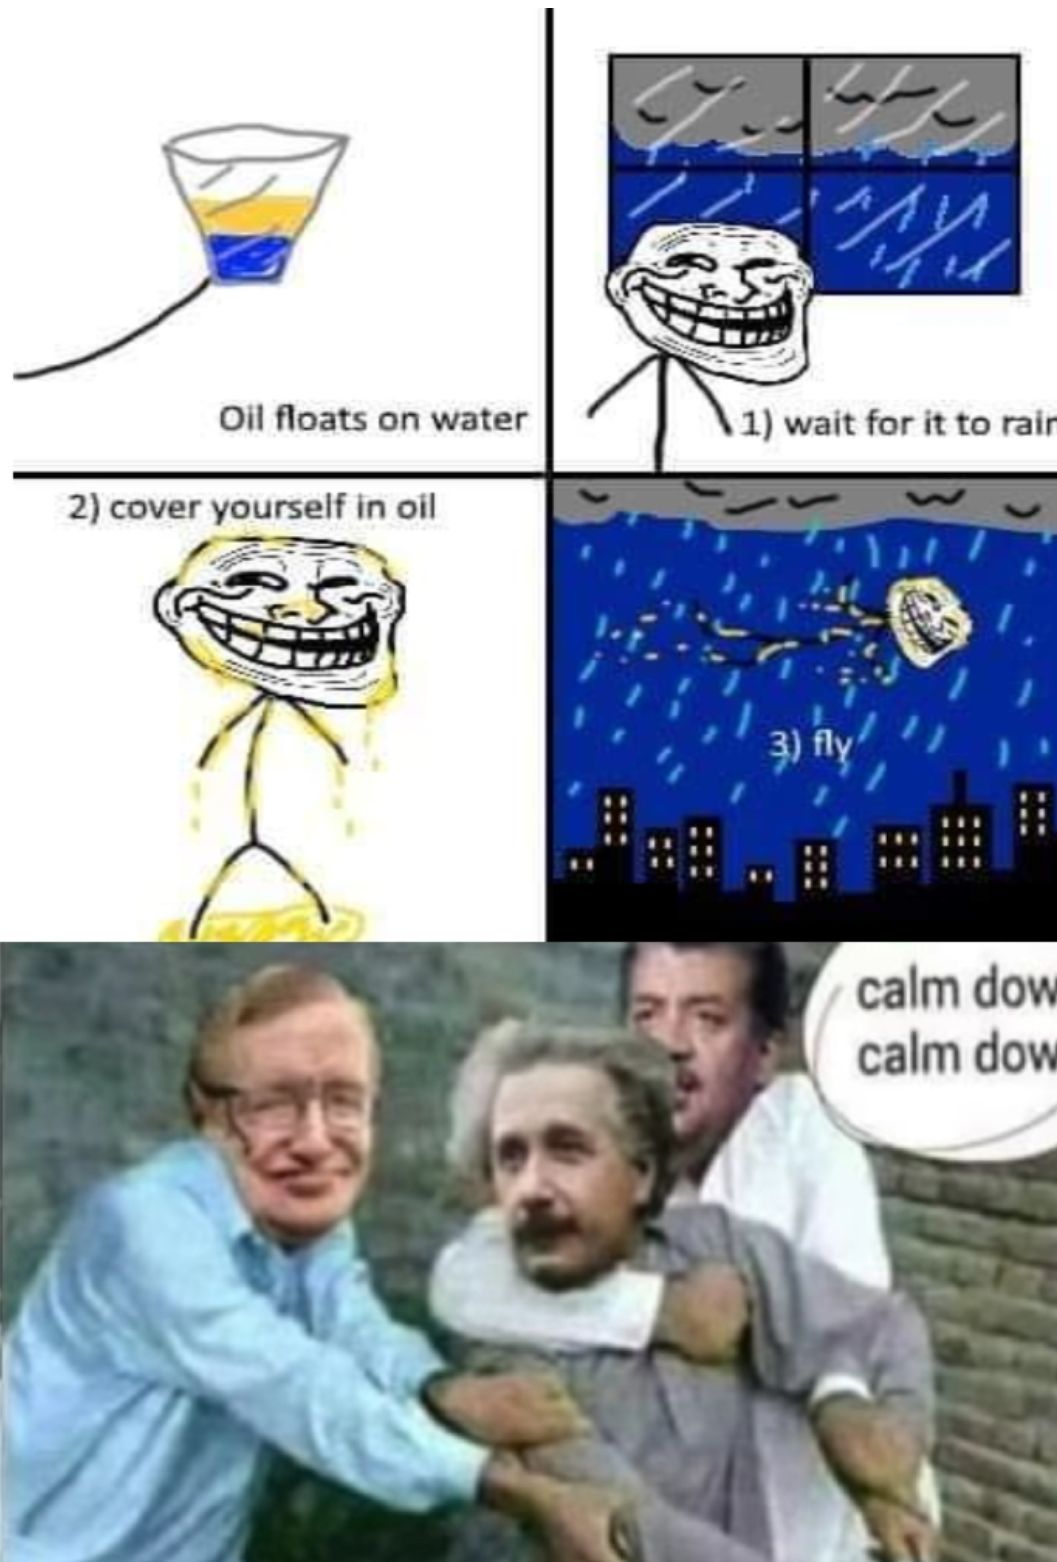 Oil floats on water
1) wait for it to rain
2) cover yourself in oil
3) fly
calm dow
calm dow